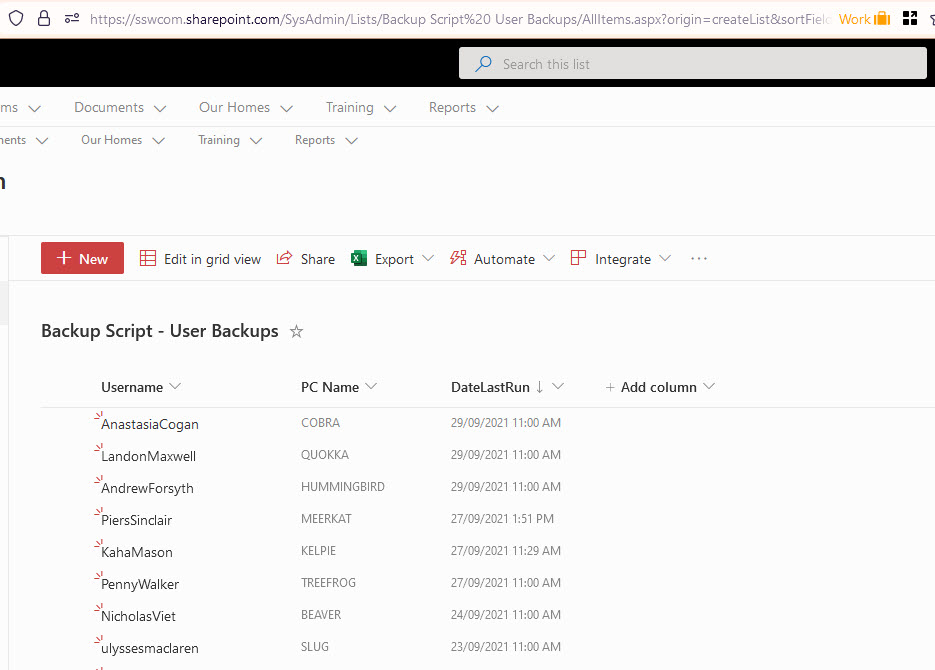 https://sswcom.sharepoint.com/SysAdmin/Lists/Backup Script%20 User Backups/AllItems.aspx?origin=createList&sortField Work
Search this list
ms Documents Our Homes Training Reports
ments Our Homes Training Reports
n
New Edit in grid view Share Export Automate Integrate ...
Backup Script - User Backups
Username PC Name DateLastRun + Add column
AnastasiaCogan COBRA 29/09/2021 11:00 AM
LandonMaxwell QUOKKA 29/09/2021 11:00 AM
AndrewForsyth HUMMINGBIRD 29/09/2021 11:00 AM
PiersSinclair MEERKAT 27/09/2021 1:51 PM
KahaMason KELPIE 27/09/2021 11:29 AM
PennyWalker TREEFROG 27/09/2021 11:00 AM
NicholasViet BEAVER 24/09/2021 11:00 AM
ulyssesmaclaren SLUG 23/09/2021 11:00 AM